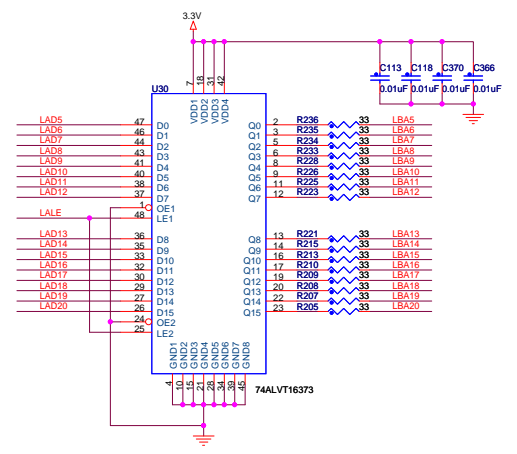 3.3V
C113 C118 C370 C366
0.01uF 0.01uF 0.01uF 0.01uF
U30
7 18 31 42
VDD1 VDD2 VDD3 VDD4
LAD5 47 D0 Q0 2 R236 33 LBA5
LAD6 46 D1 Q1 3 R235 33 LBA6
LAD7 44 D2 Q2 5 R234 33 LBA7
LAD8 43 D3 Q3 6 R233 33 LBA8
LAD9 41 D4 Q4 8 R228 33 LBA9
LAD10 40 D5 Q5 9 R226 33 LBA10
LAD11 38 D6 Q6 11 R225 33 LBA11
LAD12 37 D7 Q7 12 R223 33 LBA12
1 OE1
LALE 48 LE1
LAD13 36 D8 Q8 13 R221 33 LBA13
LAD14 35 D9 Q9 14 R215 33 LBA14
LAD15 33 D10 Q10 16 R213 33 LBA15
LAD16 32 D11 Q11 17 R210 33 LBA16
LAD17 30 D12 Q12 19 R209 33 LBA17
LAD18 29 D13 Q13 20 R208 33 LBA18
LAD19 27 D14 Q14 22 R207 33 LBA19
LAD20 26 D15 Q15 23 R205 33 LBA20
24 OE2
25 LE2
GND1 GND2 GND3 GND4 GND5 GND6 GND7 GND8
4 10 15 21 28 34 39 45
74ALVT16373